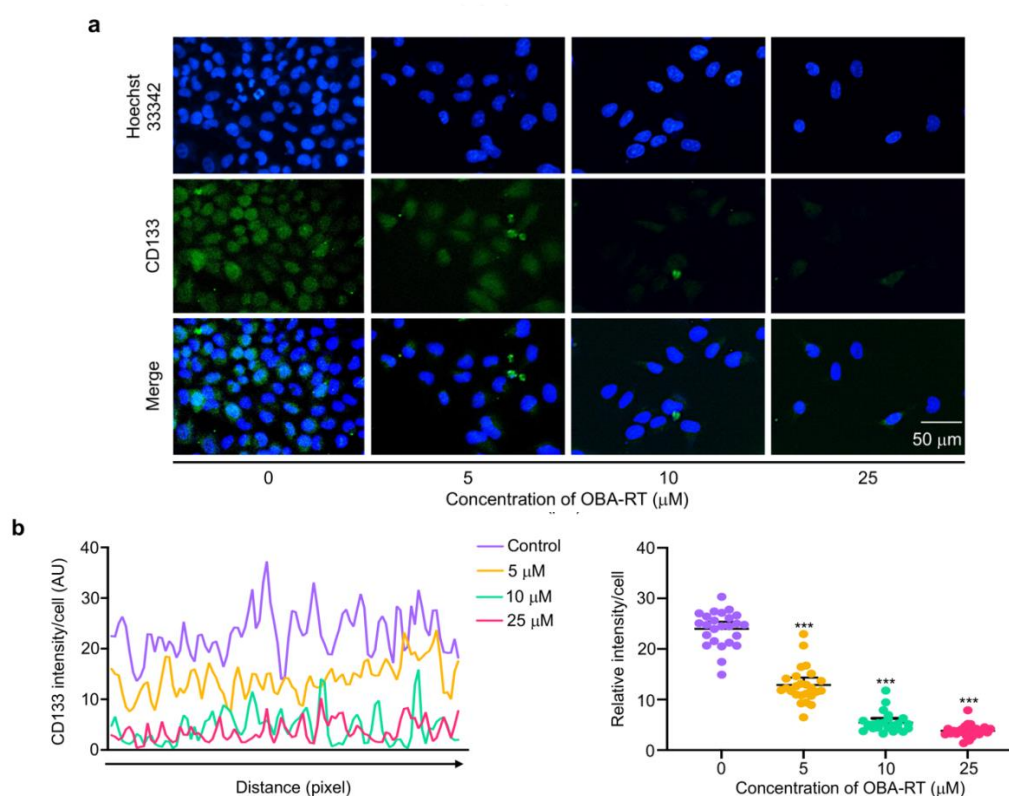 a
Hoechst
33342
CD133
Merge
50 μm
0 5 10 25
Concentration of OBA-RT (μM)
b
CD133 intensity/cell (AU)
40
30
20
10
0
Distance (pixel)
Control
5 μM
10 μM
25 μM
Relative intensity/cell
40
30
20
10
0
***
***
***
0 5 10 25
Concentration of OBA-RT (μM)